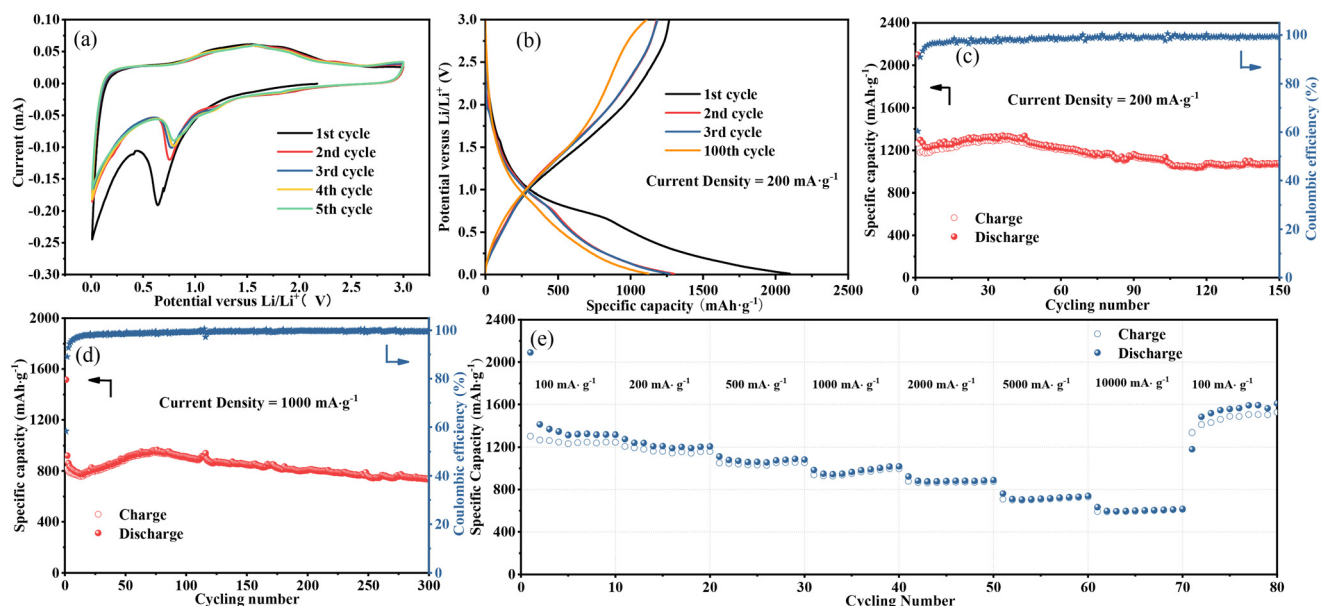 (a)
Current (mA)
0.10
0.05
0.00
-0.05
-0.10
-0.15
-0.20
-0.25
-0.30
1st cycle
2nd cycle
3rd cycle
4th cycle
5th cycle
0.0 0.5 1.0 1.5 2.0 2.5 3.0
Potential versus Li/Li⁺( V)
(b)
Potential versus Li/Li⁺ (V)
3.0
2.5
2.0
1.5
1.0
0.5
0.0
1st cycle
2nd cycle
3rd cycle
100th cycle
Current Density = 200 mA·g⁻¹
0 500 1000 1500 2000 2500
Specific capacity (mAh·g⁻¹)
(c)
Specific capacity (mAh·g⁻¹)
2400
2000
1600
1200
800
400
0
Current Density = 200 mA·g⁻¹
Charge
Discharge
100
80
60
40
20
0
Coulombic efficiency (%)
0 30 60 90 120 150
Cycling number
(d)
Specific capacity (mAh·g⁻¹)
2000
1600
1200
800
400
0
Current Density = 1000 mA·g⁻¹
Charge
Discharge
100
80
60
40
20
0
Coulombic efficiency (%)
0 50 100 150 200 250 300
Cycling number
(e)
Specific Capacity (mAh·g⁻¹)
2400
2000
1600
1200
800
400
0
Charge
Discharge
100 mA· g⁻¹ 200 mA· g⁻¹ 500 mA· g⁻¹ 1000 mA· g⁻¹ 2000 mA· g⁻¹ 5000 mA· g⁻¹ 10000 mA· g⁻¹ 100 mA· g⁻¹
0 10 20 30 40 50 60 70 80
Cycling Number